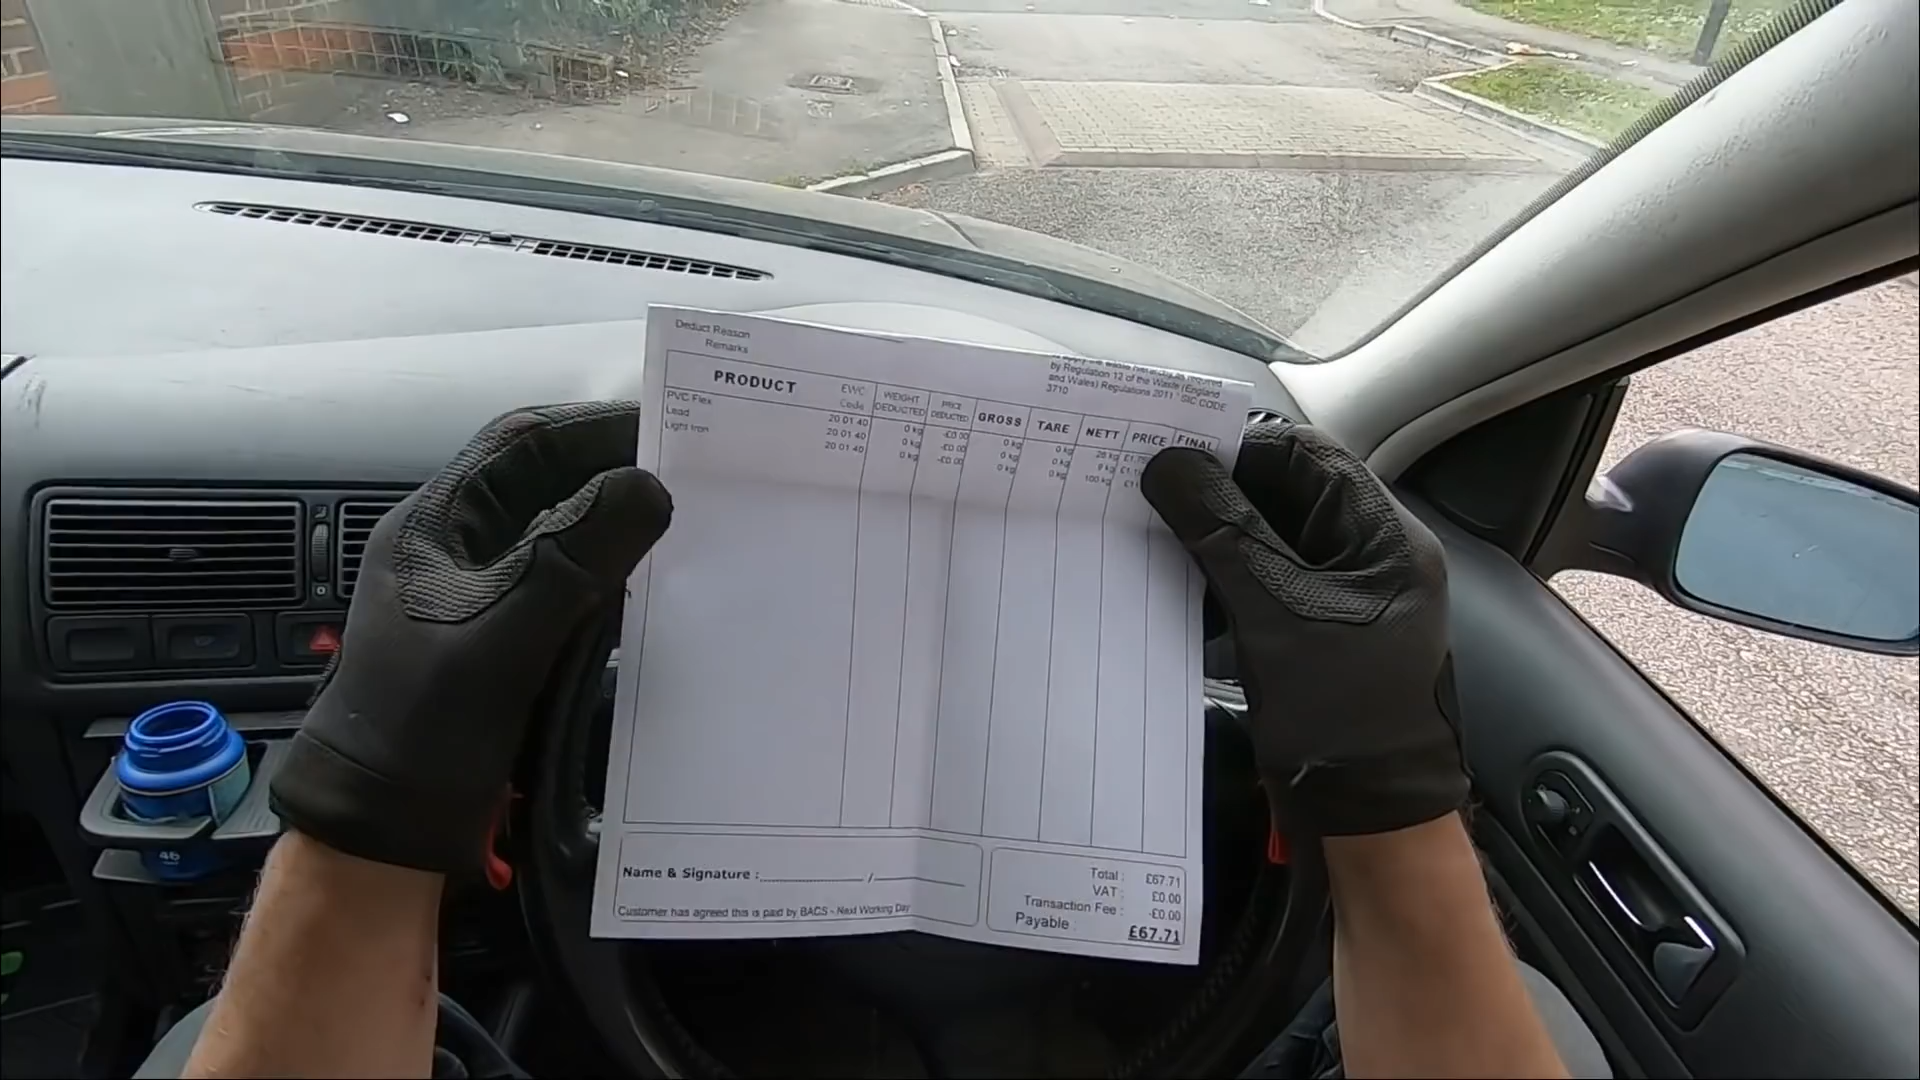 Deduct Reason
Remarks
by Regulation 12 of the Waste (England
and Wales) Regulations 2011 " SIC CODE
3710
PRODUCT EWC Code WEIGHT DEDUCTED PRICE DEDUCTED GROSS TARE NETT PRICE FINAL
PVC Flex 20 01 40 0 kg -£0.00 0 kg 0 kg 28 kg
Lead 20 01 40 0 kg -£0.00 0 kg 0 kg 9 kg
Light Iron 20 01 40 0 kg -£0.00 0 kg 0 kg 100 kg
Name & Signature : /
Customer has agreed this is paid by BACS - Next Working Day
Total : £67.71
VAT : £0.00
Transaction Fee : -£0.00
Payable : £67.71
46